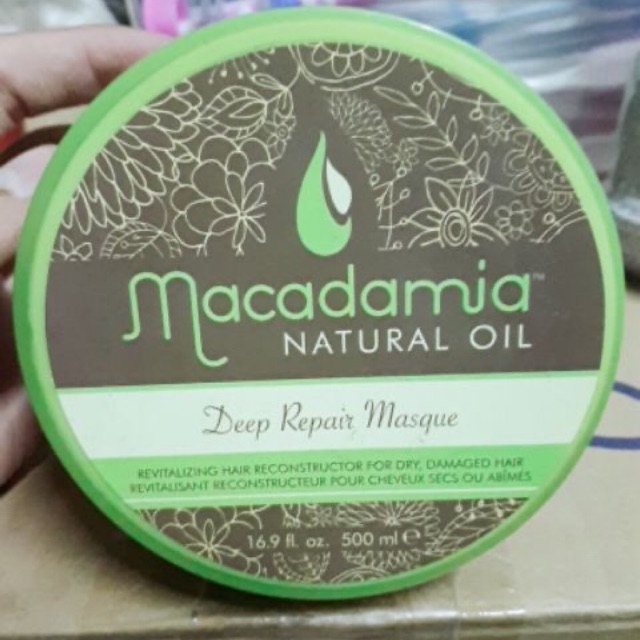 Macadamia™
NATURAL OIL
Deep Repair Masque
REVITALIZING HAIR RECONSTRUCTOR FOR DRY, DAMAGED HAIR
REVITALISANT RECONSTRUCTEUR POUR CHEVEUX SECS OU ABÎMÉS
16.9 fl. oz. 500 ml ℮